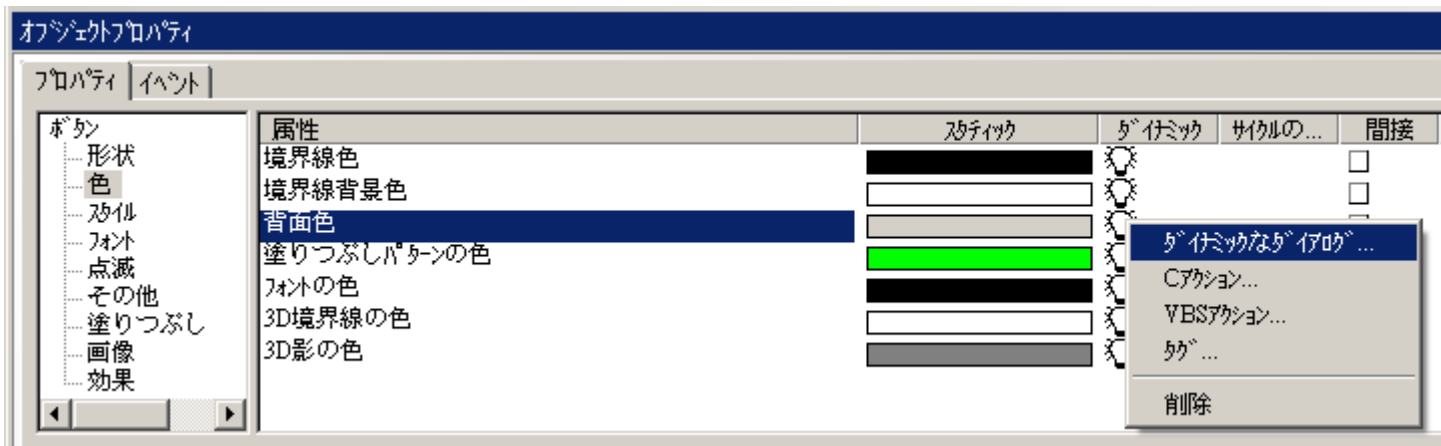 オブジェクトプロパティ
プロパティ イベント
ボタン
形状
色
スタイル
フォント
点滅
その他
塗りつぶし
画像
効果
属性 スタティック ダイナミック サイクルの... 間接
境界線色
境界線背景色
背面色
塗りつぶしパターンの色
フォントの色
3D境界線の色
3D影の色
ダイナミックなダイアログ...
Cアクション...
VBSアクション...
タグ...
削除